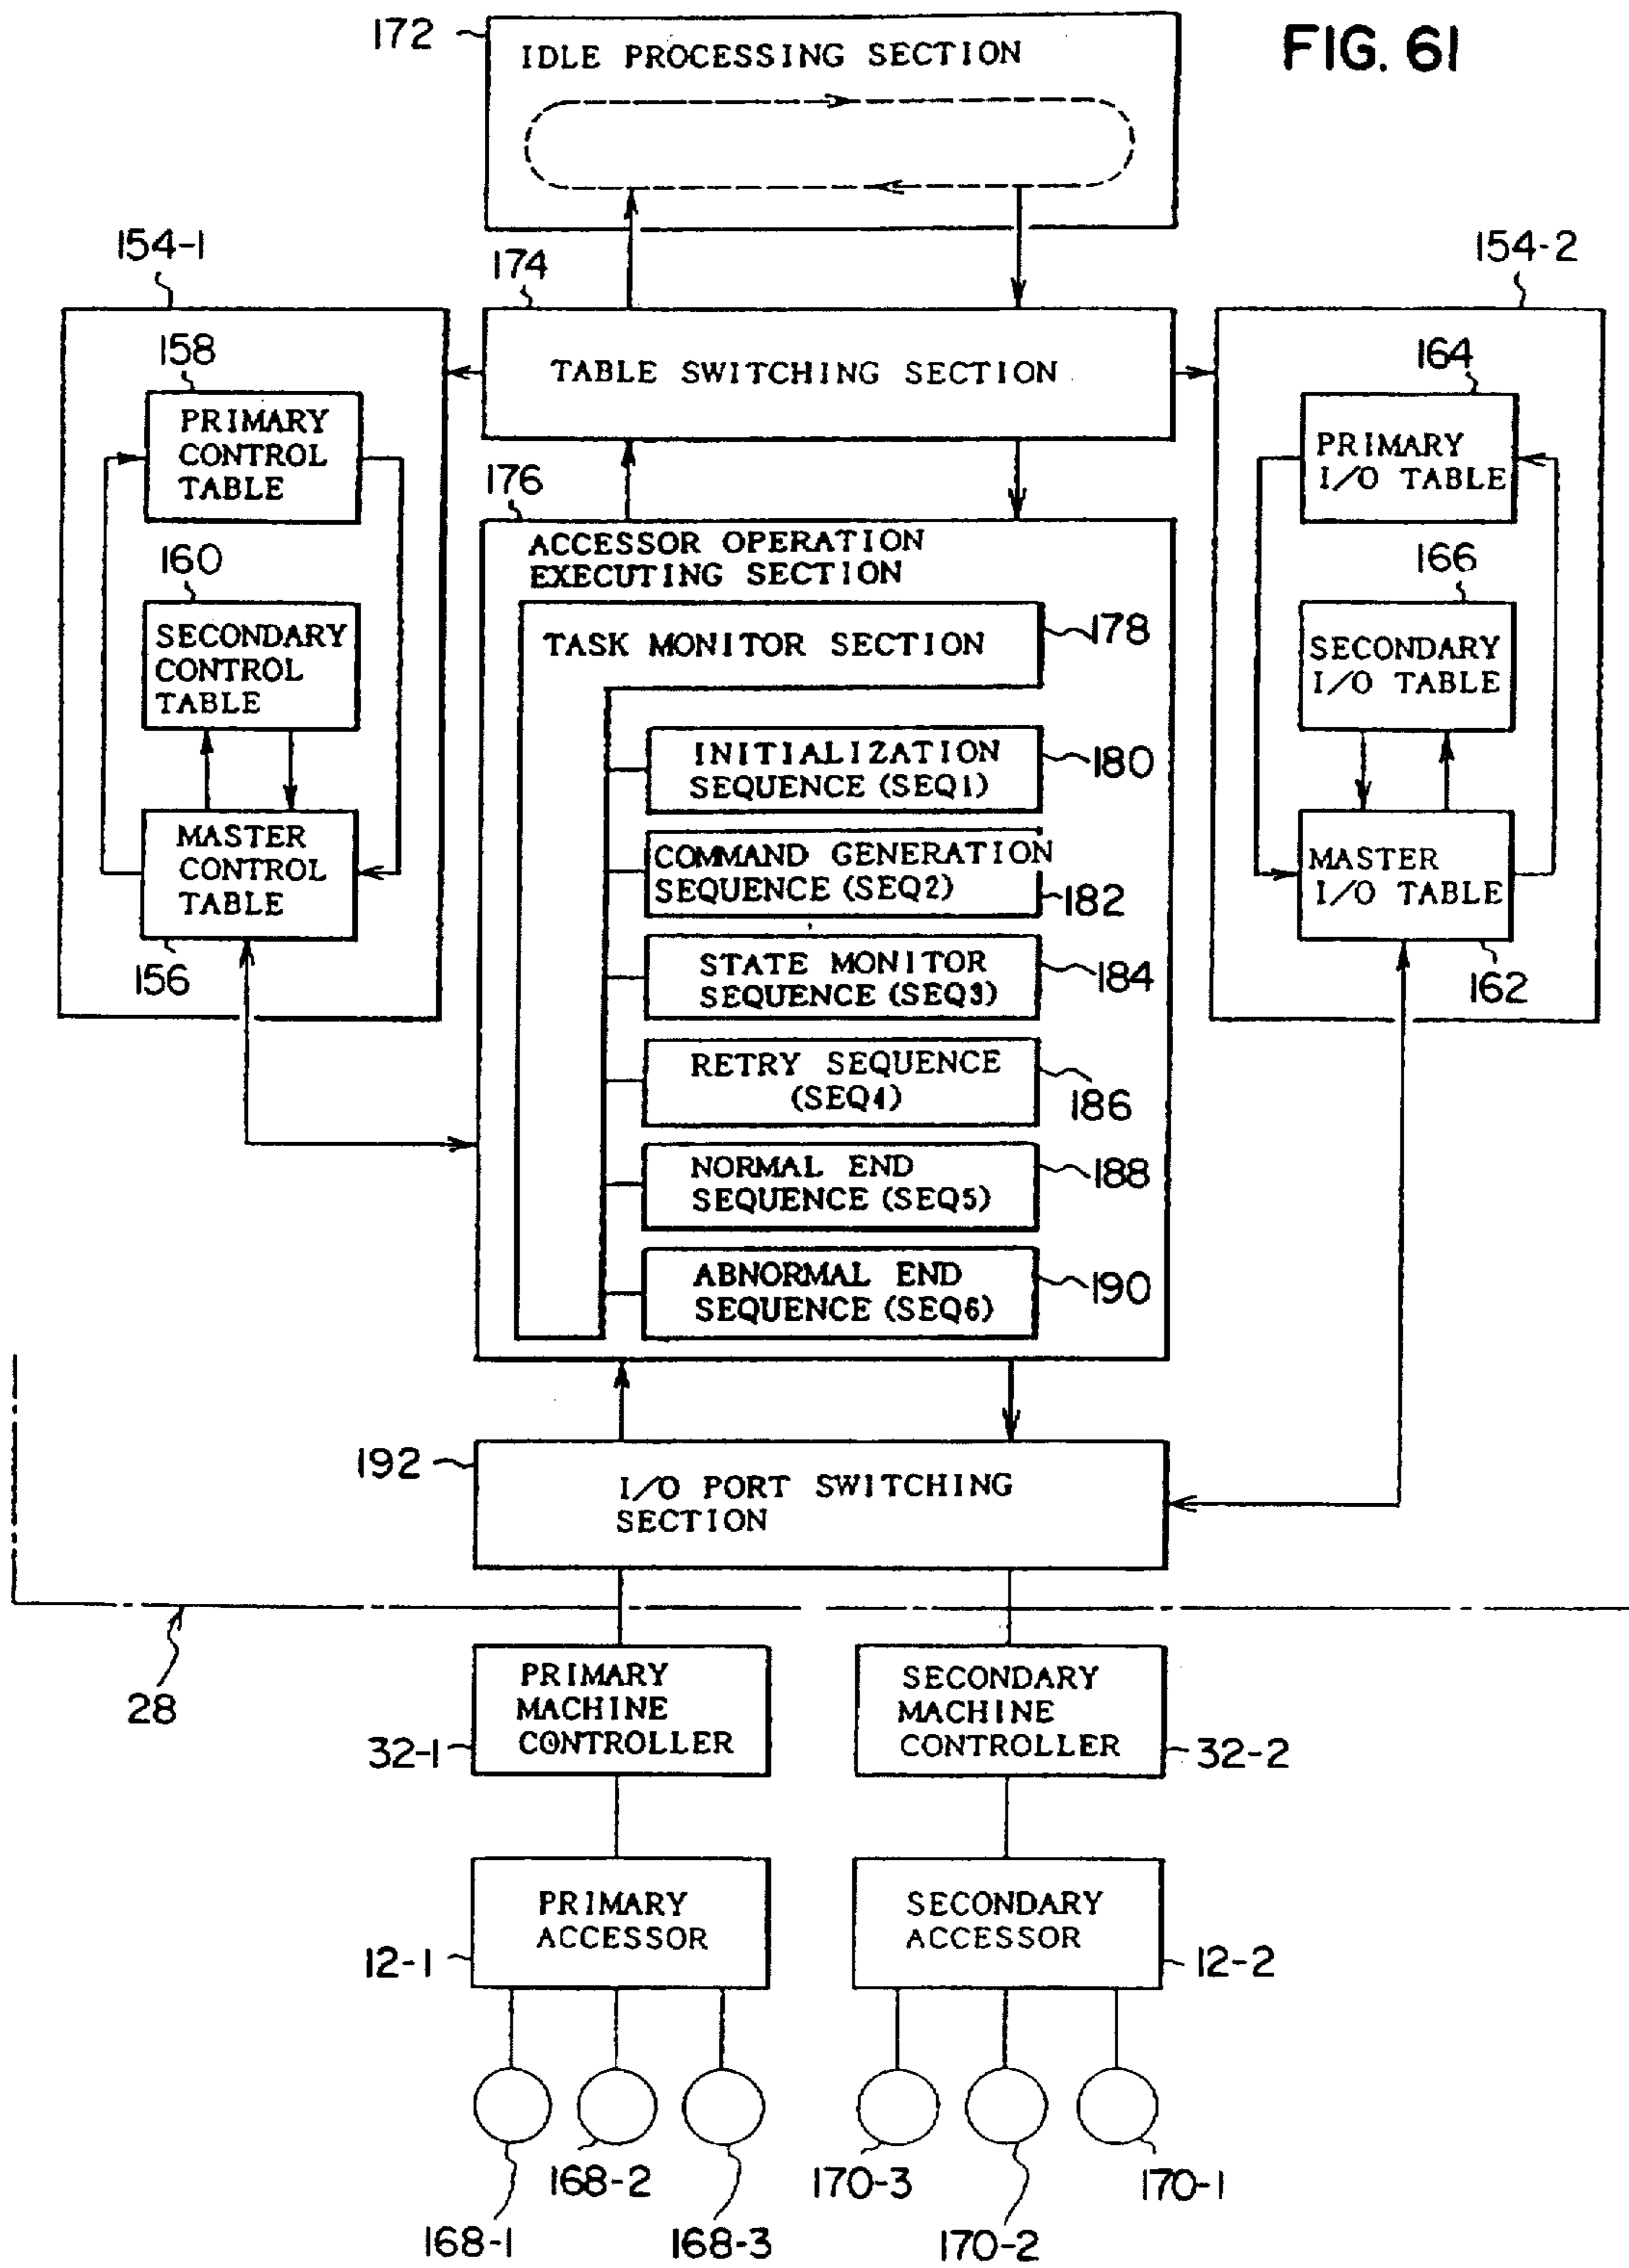 FIG. 61
172
IDLE PROCESSING SECTION
154-1
174
154-2
TABLE SWITCHING SECTION
158
PRIMARY
CONTROL
TABLE
160
SECONDARY
CONTROL
TABLE
MASTER
CONTROL
TABLE
156
164
PRIMARY
I/O TABLE
166
SECONDARY
I/O TABLE
MASTER
I/O TABLE
162
176
ACCESSOR OPERATION
EXECUTING SECTION
TASK MONITOR SECTION
178
INITIALIZATION
SEQUENCE (SEQ1)
180
COMMAND GENERATION
SEQUENCE (SEQ2)
182
STATE MONITOR
SEQUENCE (SEQ3)
184
RETRY SEQUENCE
(SEQ4)
186
NORMAL END
SEQUENCE (SEQ5)
188
ABNORMAL END
SEQUENCE (SEQ6)
190
192
I/O PORT SWITCHING
SECTION
28
PRIMARY
MACHINE
CONTROLLER
32-1
SECONDARY
MACHINE
CONTROLLER
32-2
PRIMARY
ACCESSOR
12-1
SECONDARY
ACCESSOR
12-2
168-1
168-2
168-3
170-3
170-2
170-1